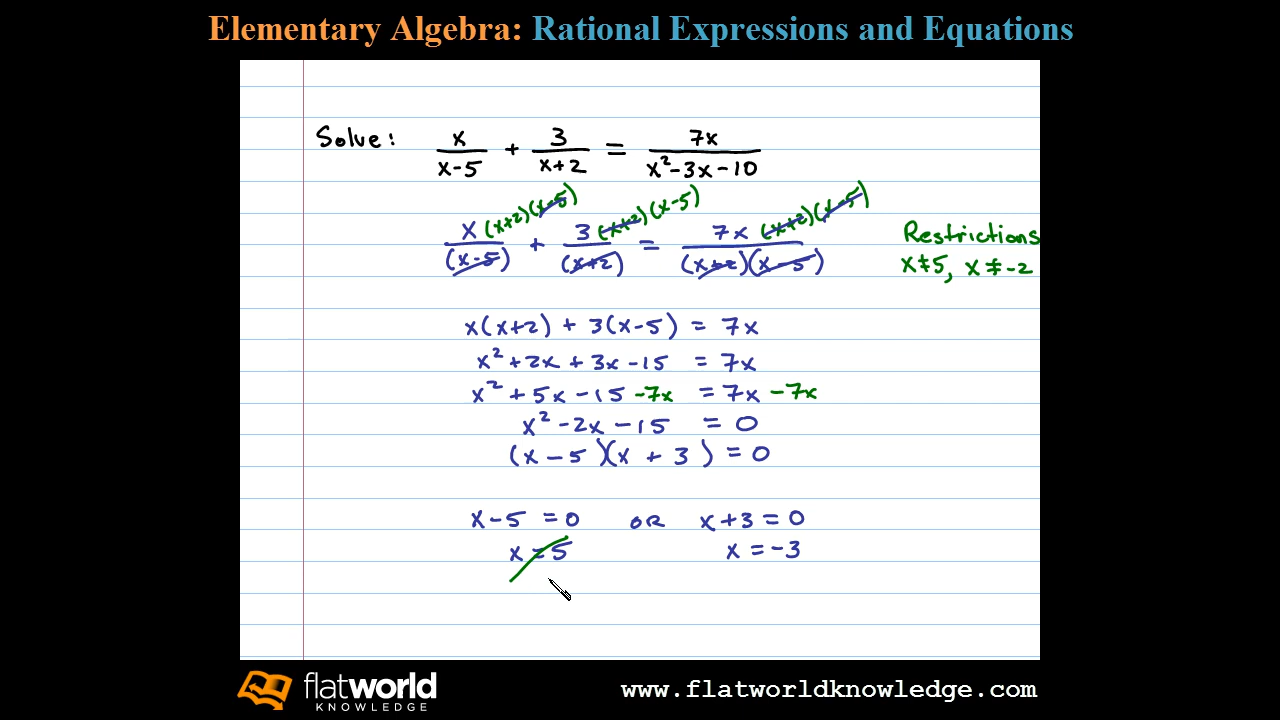 Elementary Algebra: Rational Expressions and Equations
Solve: x/(x-5) + 3/(x+2) = 7x/(x²-3x-10)
x(x+2)(x-5)/(x-5) + 3(x+2)(x-5)/(x+2) = 7x(x+2)(x-5)/(x+2)(x-5)
Restrictions
x≠5, x≠-2
x(x+2) + 3(x-5) = 7x
x² + 2x + 3x - 15 = 7x
x² + 5x - 15 - 7x = 7x - 7x
x² - 2x - 15 = 0
(x - 5)(x + 3) = 0
x - 5 = 0 OR x + 3 = 0
x = 5 x = -3
flatworld
KNOWLEDGE
www.flatworldknowledge.com